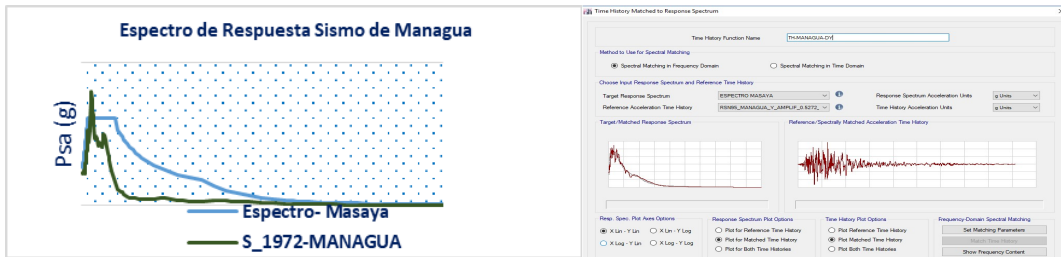 Espectro de Respuesta Sismo de Managua
Psa (g)
Espectro- Masaya
S_1972-MANAGUA
Time History Matched to Response Spectrum
Time History Function Name TH-MANAGUA-DY
Method to Use for Spectral Matching
Spectral Matching in Frequency Domain Spectral Matching in Time Domain
Choose Input Response Spectrum and Reference Time History
Target Response Spectrum ESPECTRO MASAYA Response Spectrum Acceleration Units g Units
Reference Acceleration Time History RSN95_MANAGUA_Y_AMPLIF_0.5272_ Time History Acceleration Units g Units
Target/Matched Response Spectrum Reference/Spectrally Matched Acceleration Time History
Resp. Spec. Plot Axes Options Response Spectrum Plot Options Time History Plot Options Frequency-Domain Spectral Matching
X Lin - Y Lin X Lin - Y Log Plot for Reference Time History Plot Reference Time History Set Matching Parameters
Plot for Matched Time History Plot Matched Time History Match Time History
X Log - Y Lin X Log - Y Log Plot for Both Time Histories Plot Both Time Histories Show Frequency Content